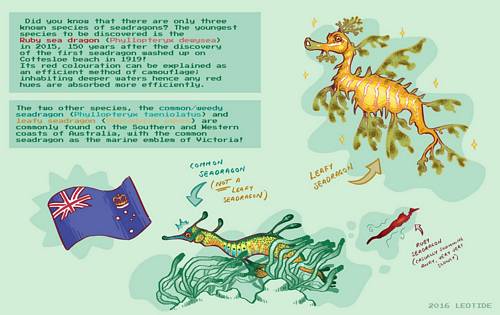 Did you know that there are only three
known species of seadragons? The youngest
species to be discovered is the
Ruby sea dragon (Phyllopteryx dewysea)
in 2015, 150 years after the discovery
of the first seadragon washed up on
Cottesloe beach in 1919!
Its red colouration can be explained as
an efficient method of camouflage!
inhabiting deeper waters hence any red
hues are absorbed more efficiently.
The two other species, the common/weedy
seadragon (Phyllopteryx taeniolatus) and
leafy seadragon () are
commonly found on the Southern and Western
coasts of Australia, with the common
seadragon as the marine emblem of Victoria!
COMMON
SEADRAGON
(NOT A
LEAFY
SEADRAGON)
LEAFY
SEADRAGON
RUBY
SEADRAGON
(CASUALLY SWIMMING
AWAY, VERY VERY
SLOWLY)
2016 LEOTIDE